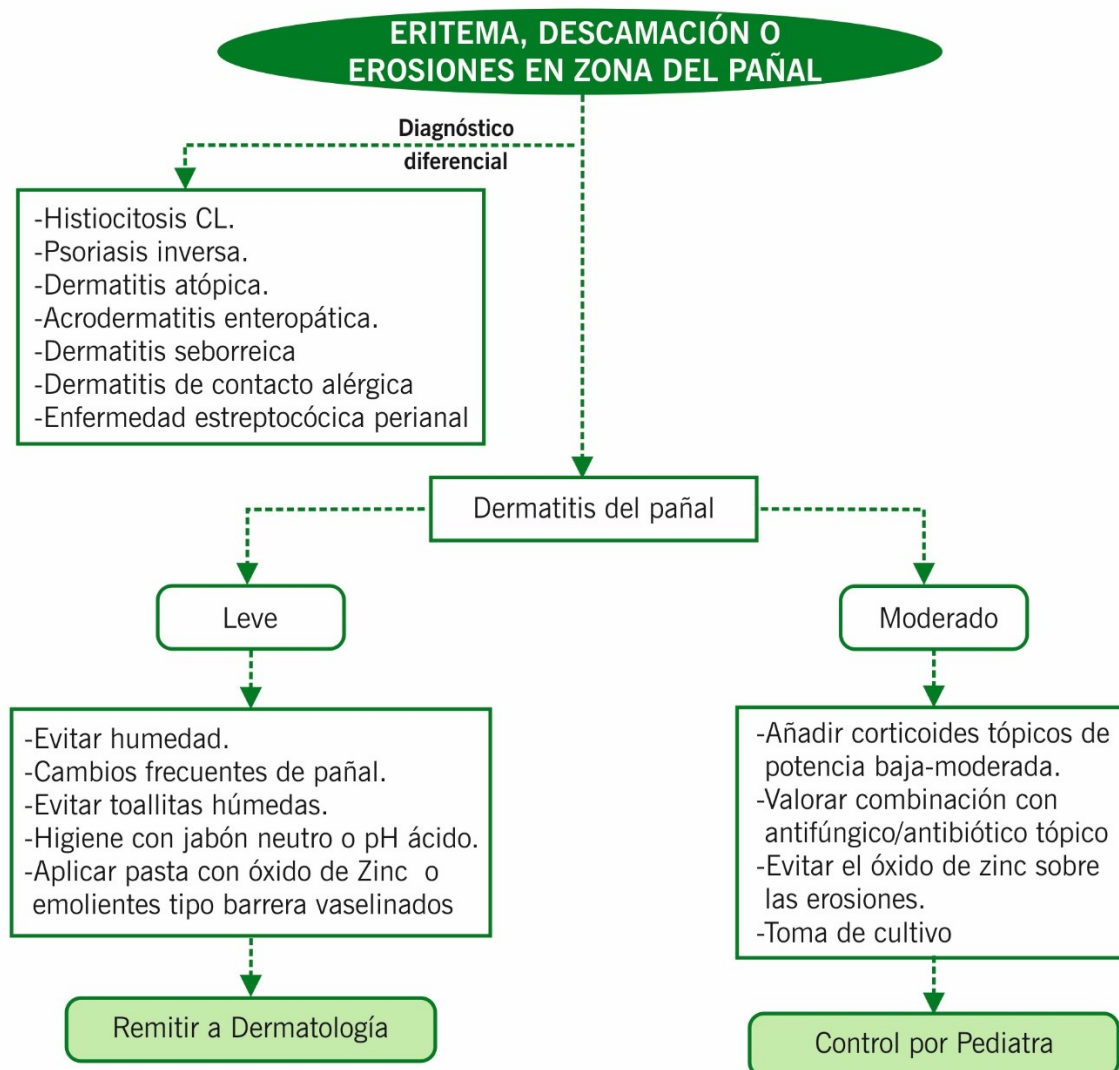 ERITEMA, DESCAMACIÓN O
EROSIONES EN ZONA DEL PAÑAL
Diagnóstico
diferencial
-Histiocitosis CL.
-Psoriasis inversa.
-Dermatitis atópica.
-Acrodermatitis enteropática.
-Dermatitis seborreica
-Dermatitis de contacto alérgica
-Enfermedad estreptocócica perianal
Dermatitis del pañal
Leve
-Evitar humedad.
-Cambios frecuentes de pañal.
-Evitar toallitas húmedas.
-Higiene con jabón neutro o pH ácido.
-Aplicar pasta con óxido de Zinc o
emolientes tipo barrera vaselinados
Remitir a Dermatología
Moderado
-Añadir corticoides tópicos de
potencia baja-moderada.
-Valorar combinación con
antifúngico/antibiótico tópico
-Evitar el óxido de zinc sobre
las erosiones.
-Toma de cultivo
Control por Pediatra